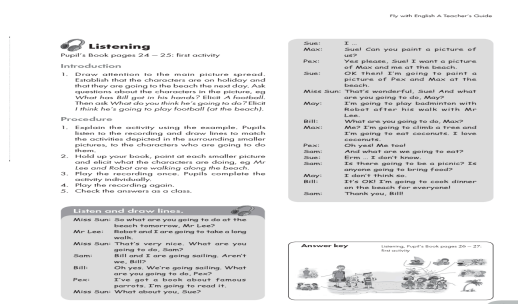 Fly with English A Teacher's Guide
Listening
Pupil's Book pages 24 – 25: first activity
Introduction
1. Draw attention to the main picture spread.
Establish that the characters are on holiday and
that they are going to the beach the next day. Ask
questions about the characters in the picture, eg
What has Bill got in his hands? Elicit A football.
Then ask What do you think he's going to do? Elicit
I think he's going to play football (at the beach).
Procedure
1. Explain the activity using the example. Pupils
listen to the recording and draw lines to match
the activities depicted in the surrounding smaller
pictures, to the characters who are going to do
them.
2. Hold up your book, point at each smaller picture
and elicit what the characters are doing, eg Mr
Lee and Robot are walking along the beach.
3. Play the recording once. Pupils complete the
activity individually.
4. Play the recording again.
5. Check the answers as a class.
Listen and draw lines.
Miss Sun: So what are you going to do at the
beach tomorrow, Mr Lee?
Mr Lee: Robot and I are going to take a long
walk.
Miss Sun: That's very nice. What are you
going to do, Sam?
Sam: Bill and I are going sailing. Aren't
we, Bill?
Bill: Oh yes. We're going sailing. What
are you going to do, Pex?
Pex: I've got a book about famous
parrots. I'm going to read it.
Miss Sun: What about you, Sue?
Sue: I ...
Max: Sue! Can you paint a picture of
us?
Pex: Yes please, Sue! I want a picture
of Max and me at the beach.
Sue: OK then! I'm going to paint a
picture of Pex and Max at the
beach.
Miss Sun: That's wonderful, Sue! And what
are you going to do, May?
May: I'm going to play badminton with
Robot after his walk with Mr
Lee.
Bill: What are you going to do, Max?
Max: Me? I'm going to climb a tree and
I'm going to eat coconuts. I love
coconuts.
Pex: Oh yes! Me too!
Sam: And what are we going to eat?
Sue: Erm ... I don't know.
Sam: Is there going to be a picnic? Is
anyone going to bring food?
May: I don't think so.
Bill: It's OK! I'm going to cook dinner
on the beach for everyone!
Sam: Thank you, Bill!
Answer key
Listening, Pupil's Book pages 24 – 25:
first activity